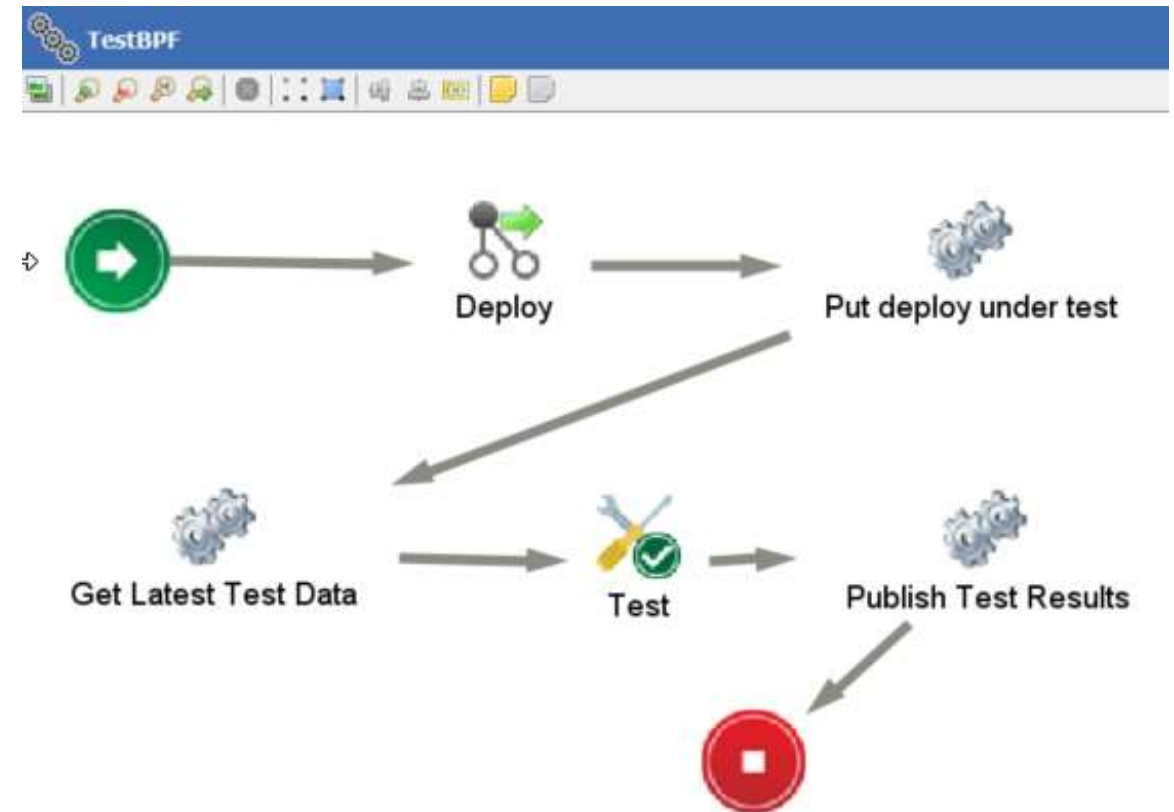 TestBPF
Deploy
Put deploy under test
Get Latest Test Data
Test
Publish Test Results